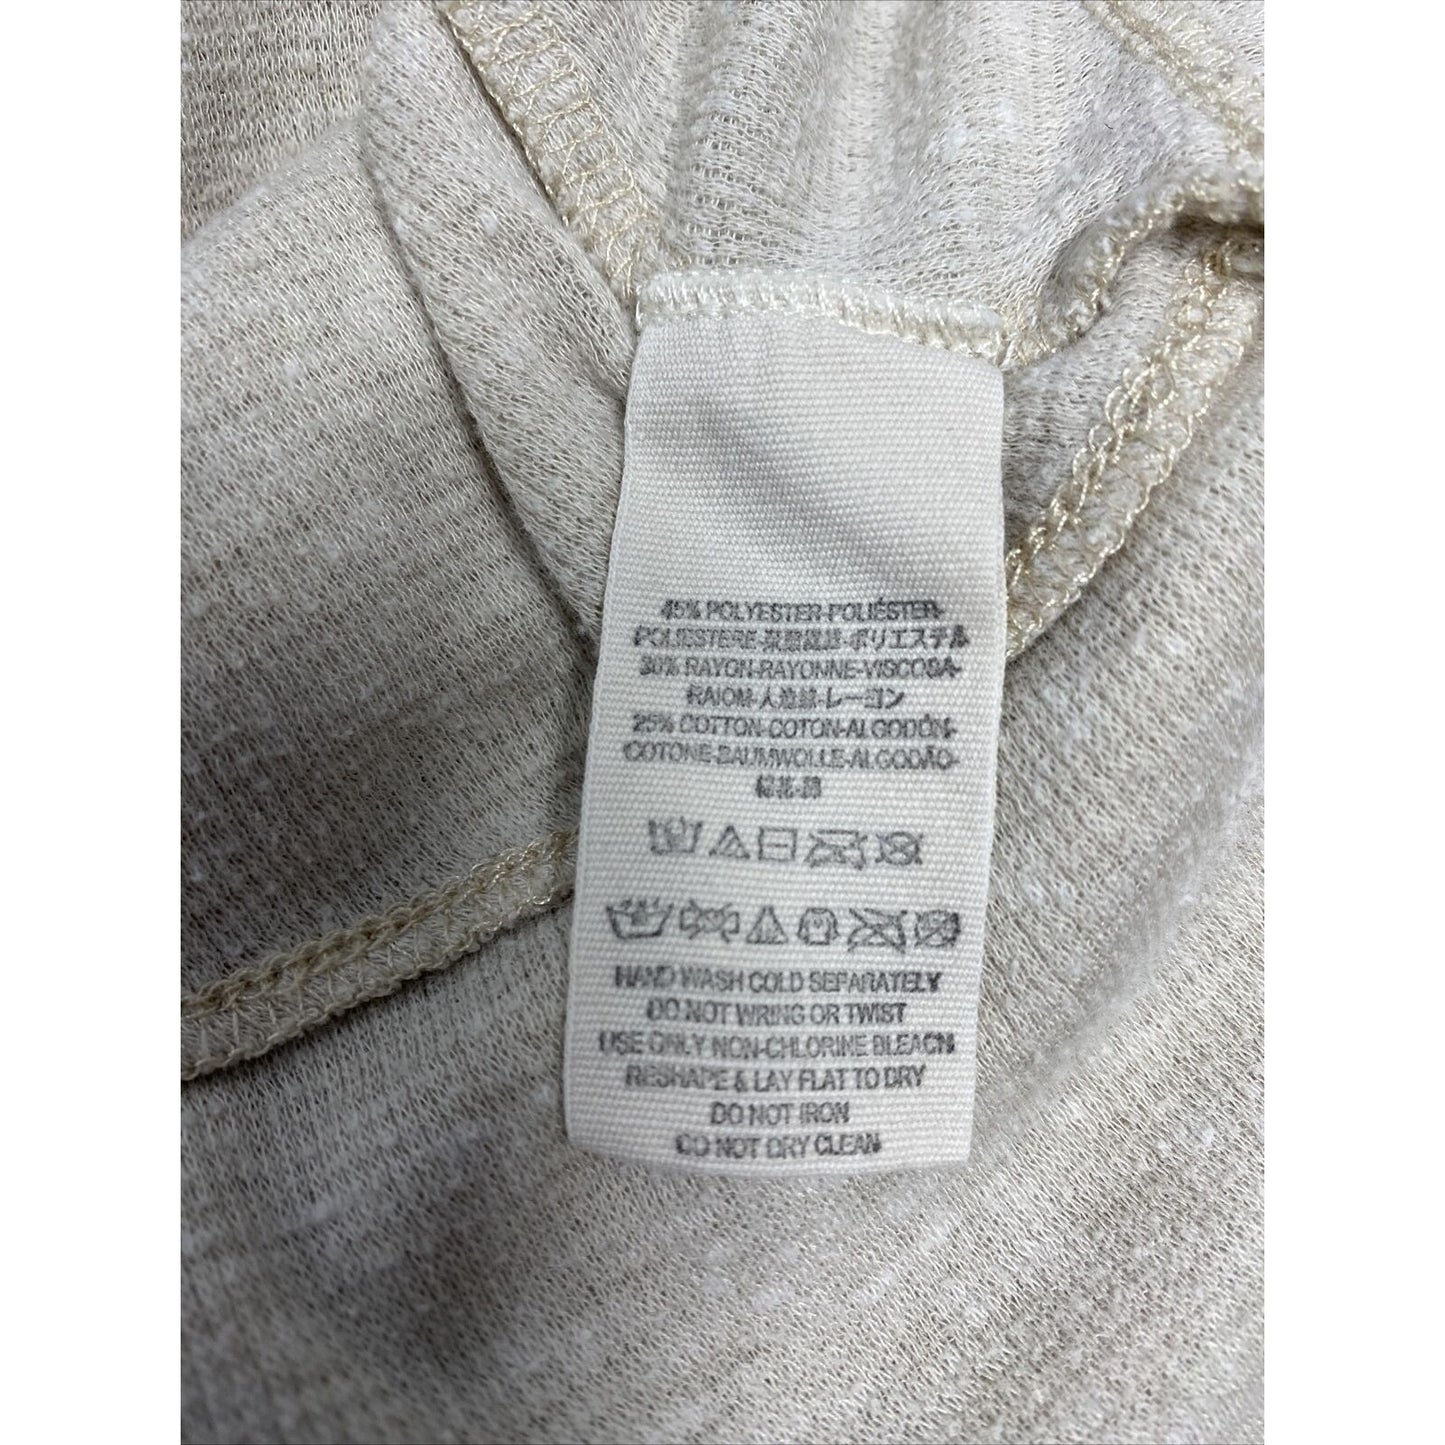 45% POLYESTER-POLIÉSTER-
POLIESTERE-聚酯纖維-ポリエステル
30% RAYON-RAYONNE-VISCOSA-
RAIOM-人造絲-レーヨン
25% COTTON-COTON-ALGODÓN-
COTONE-BAUMWOLLE-ALGODÃO-
棉花-綿
HAND WASH COLD SEPARATELY
DO NOT WRING OR TWIST
USE ONLY NON-CHLORINE BLEACH
RESHAPE & LAY FLAT TO DRY
DO NOT IRON
DO NOT DRY CLEAN